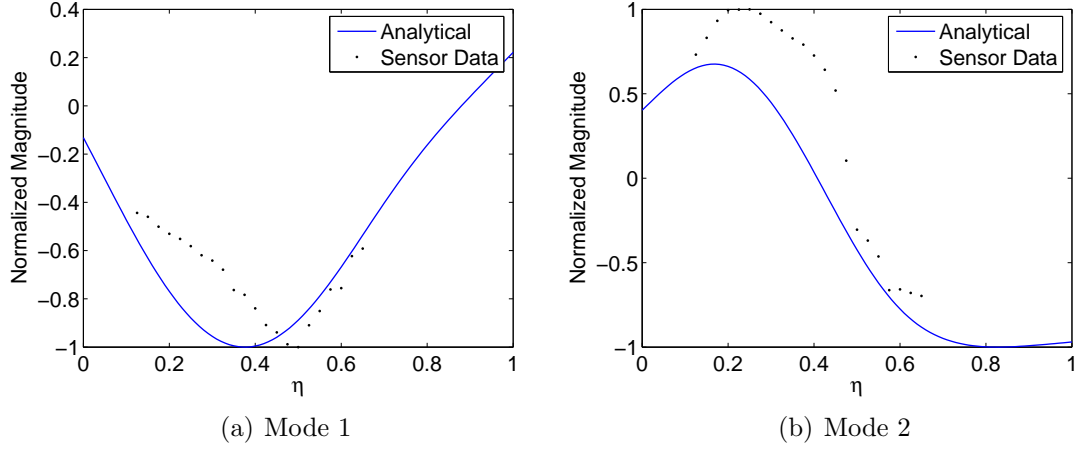 0.4
0.2
0
−0.2
−0.4
−0.6
−0.8
−1
0 0.2 0.4 0.6 0.8 1
η
Normalized Magnitude
Analytical
Sensor Data
(a) Mode 1
1
0.5
0
−0.5
−1
0 0.2 0.4 0.6 0.8 1
η
Normalized Magnitude
Analytical
Sensor Data
(b) Mode 2